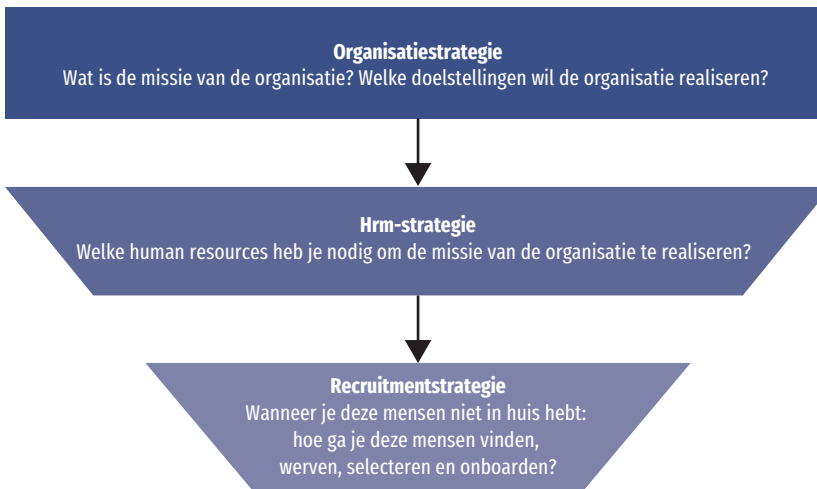 Organisatiestrategie
Wat is de missie van de organisatie? Welke doelstellingen wil de organisatie realiseren?
Hrm-strategie
Welke human resources heb je nodig om de missie van de organisatie te realiseren?
Recruitmentstrategie
Wanneer je deze mensen niet in huis hebt:
hoe ga je deze mensen vinden,
werven, selecteren en onboarden?